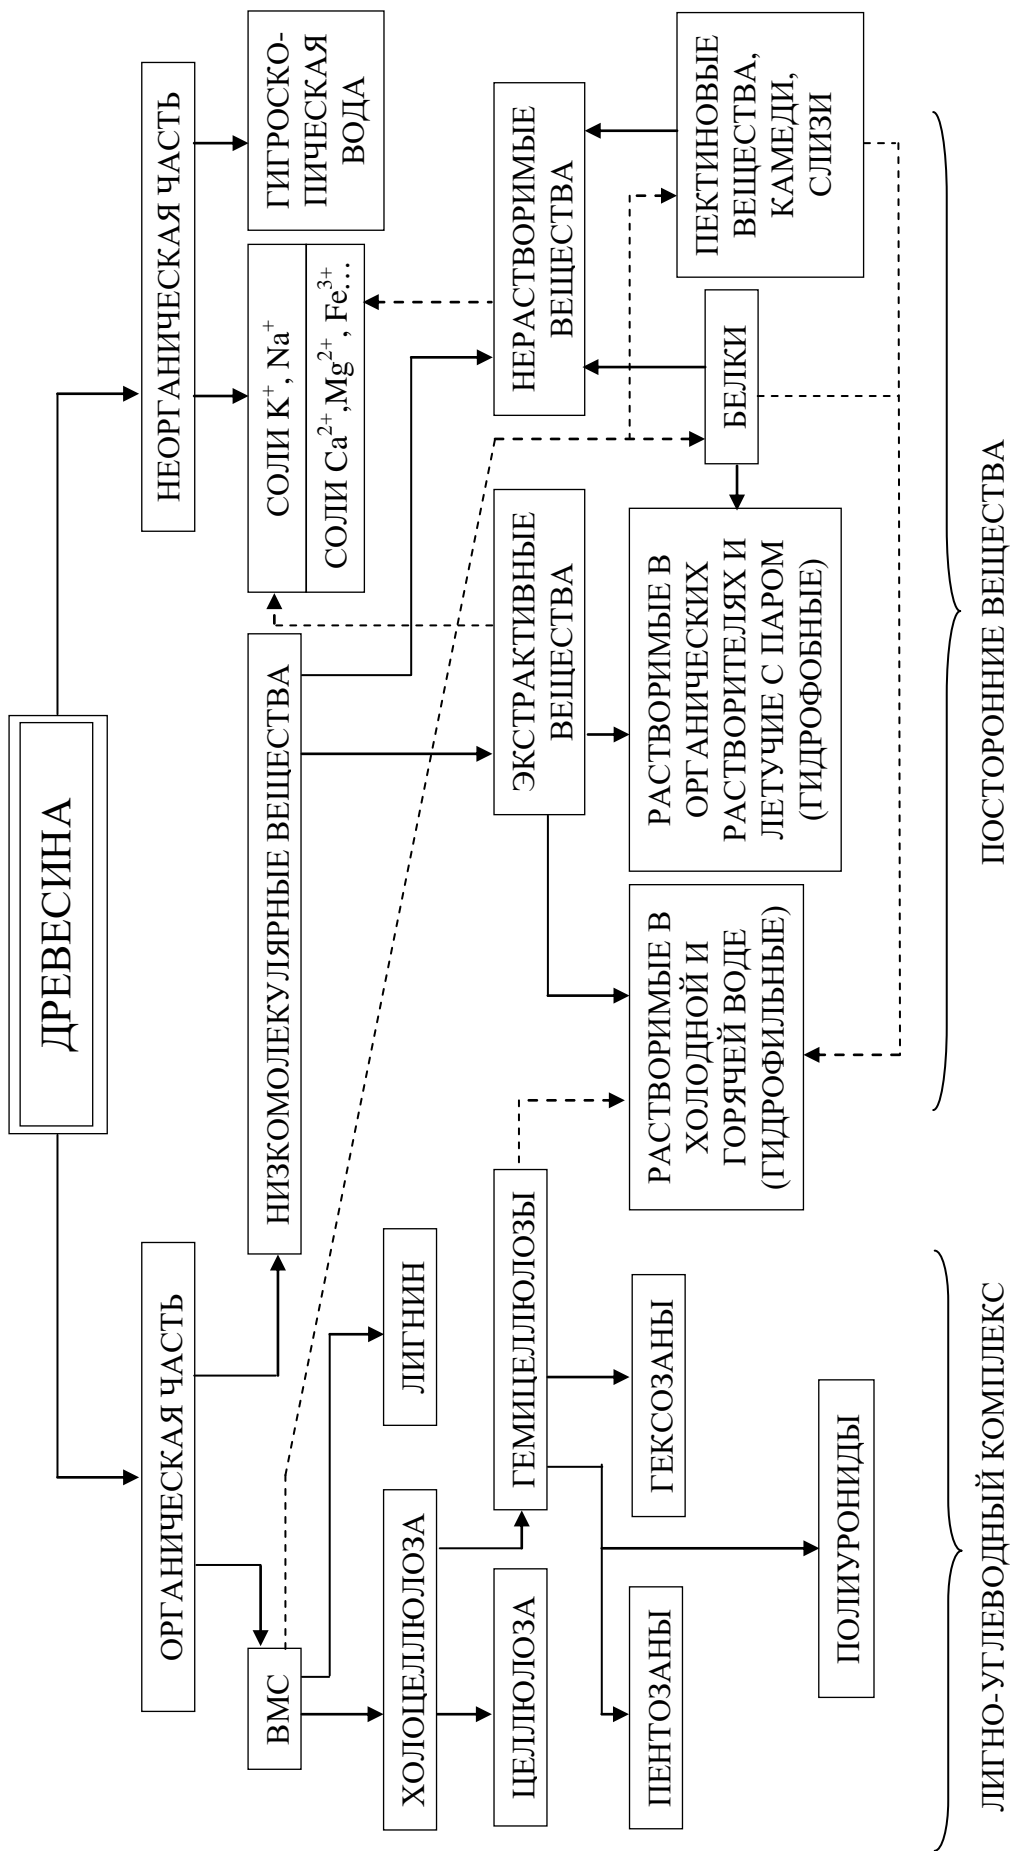 ДРЕВЕСИНА
ОРГАНИЧЕСКАЯ ЧАСТЬ
НЕОРГАНИЧЕСКАЯ ЧАСТЬ
ВМС
НИЗКОМОЛЕКУЛЯРНЫЕ ВЕЩЕСТВА
СОЛИ K⁺, Na⁺
СОЛИ Ca²⁺,Mg²⁺, Fe³⁺…
ГИГРОСКО-
ПИЧЕСКАЯ
ВОДА
ХОЛОЦЕЛЛЮЛОЗА
ЛИГНИН
ЦЕЛЛЮЛОЗА
ГЕМИЦЕЛЛЮЛОЗЫ
ЭКСТРАКТИВНЫЕ
ВЕЩЕСТВА
НЕРАСТВОРИМЫЕ
ВЕЩЕСТВА
ПЕНТОЗАНЫ
ГЕКСОЗАНЫ
РАСТВОРИМЫЕ В
ХОЛОДНОЙ И
ГОРЯЧЕЙ ВОДЕ
(ГИДРОФИЛЬНЫЕ)
РАСТВОРИМЫЕ В
ОРГАНИЧЕСКИХ
РАСТВОРИТЕЛЯХ И
ЛЕТУЧИЕ С ПАРОМ
(ГИДРОФОБНЫЕ)
БЕЛКИ
ПЕКТИНОВЫЕ
ВЕЩЕСТВА,
КАМЕДИ,
СЛИЗИ
ПОЛИУРОНИДЫ
ЛИГНО-УГЛЕВОДНЫЙ КОМПЛЕКС
ПОСТОРОННИЕ ВЕЩЕСТВА